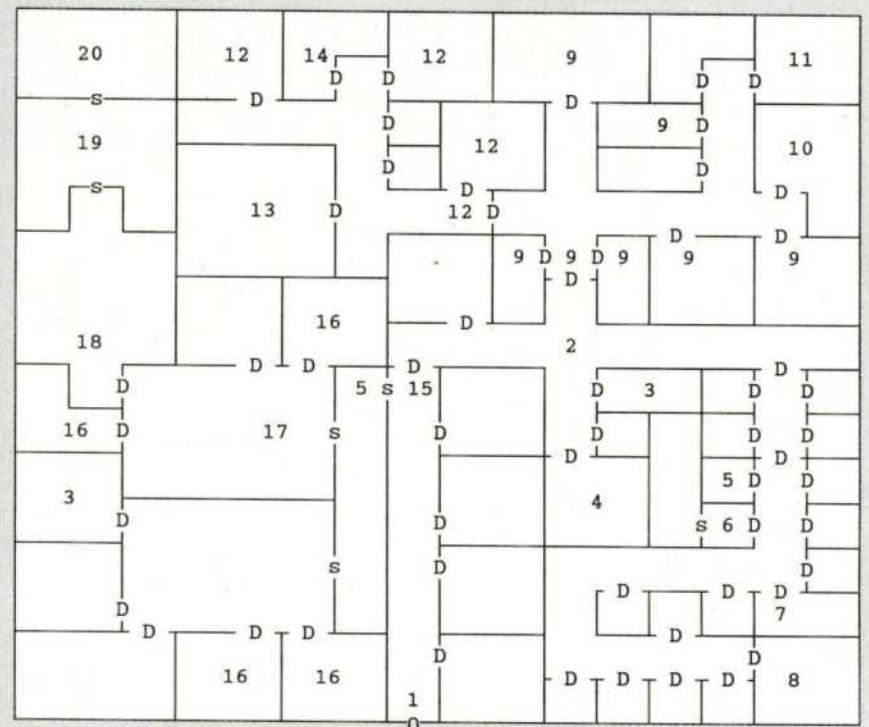 20 12 14 12 9 11
D D D D
S D D
D 9 D
19 12 10
D D
S D D
13 D 12 D
D D
9 D 9 D 9 9 9
D
16
D
18 2
D D D D
D 5 S 15 D 3 D D
16 D 17 S D D D D
D D
3 5 D D
D D 4 S 6 D D
S D D
D D D
D 7
D D D D
D D
16 16 D D D D 8
1
0